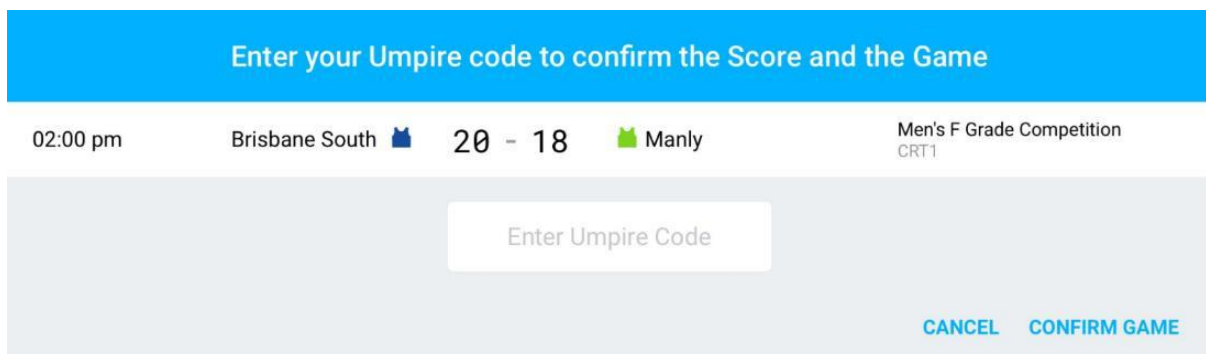 Enter your Umpire code to confirm the Score and the Game
02:00 pm Brisbane South 20 - 18 Manly Men's F Grade Competition
CRT1
Enter Umpire Code
CANCEL CONFIRM GAME